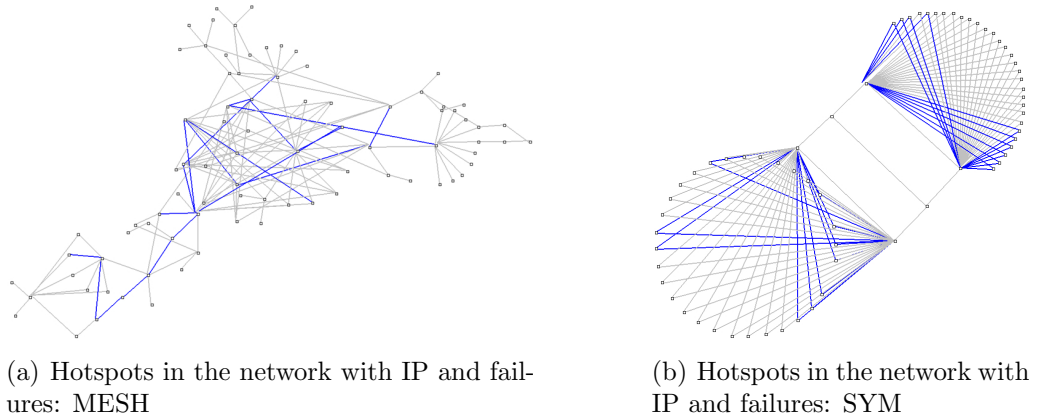 (a) Hotspots in the network with IP and fail-
ures: MESH
(b) Hotspots in the network with
IP and failures: SYM